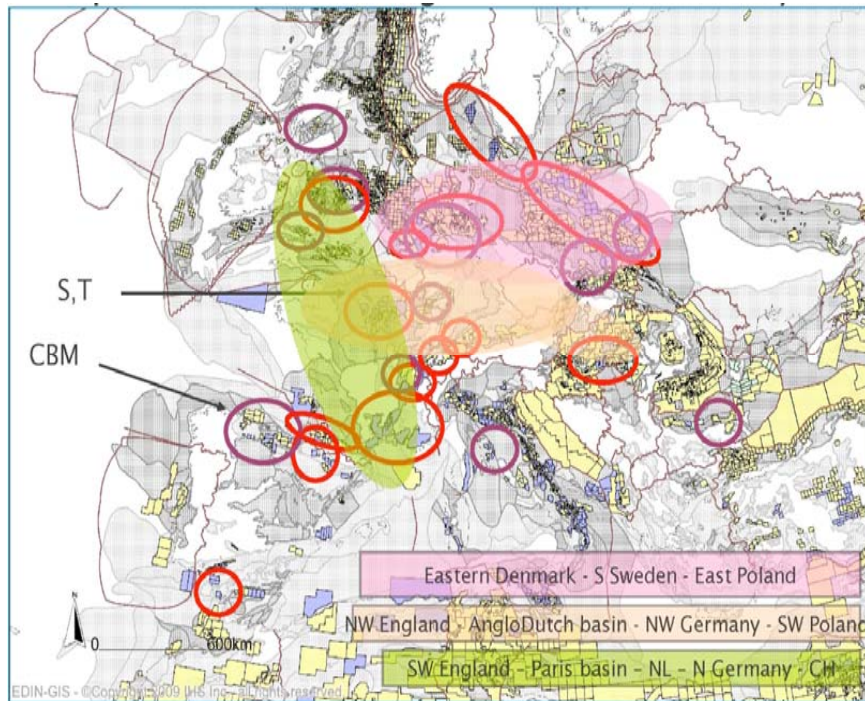 S,T
CBM
Eastern Denmark - S Sweden - East Poland
NW England - AngloDutch basin - NW Germany - SW Poland
SW England - Paris basin - NL - N Germany - CH
N
0 600km
EDIN-GIS - ©Copyright 2009 IHS Inc - all rights reserved